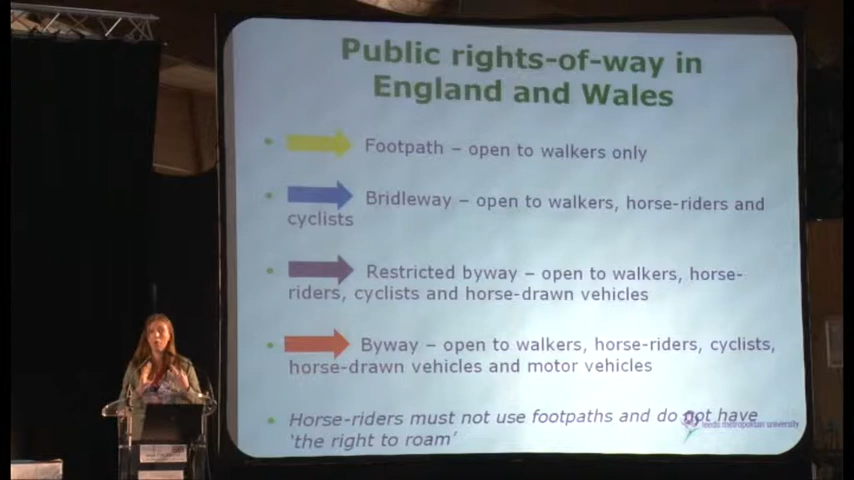 Public rights-of-way in
England and Wales
Footpath – open to walkers only
Bridleway – open to walkers, horse-riders and
cyclists
Restricted byway – open to walkers, horse-
riders, cyclists and horse-drawn vehicles
Byway – open to walkers, horse-riders, cyclists,
horse-drawn vehicles and motor vehicles
Horse-riders must not use footpaths and do not have
'the right to roam'
leeds metropolitan university